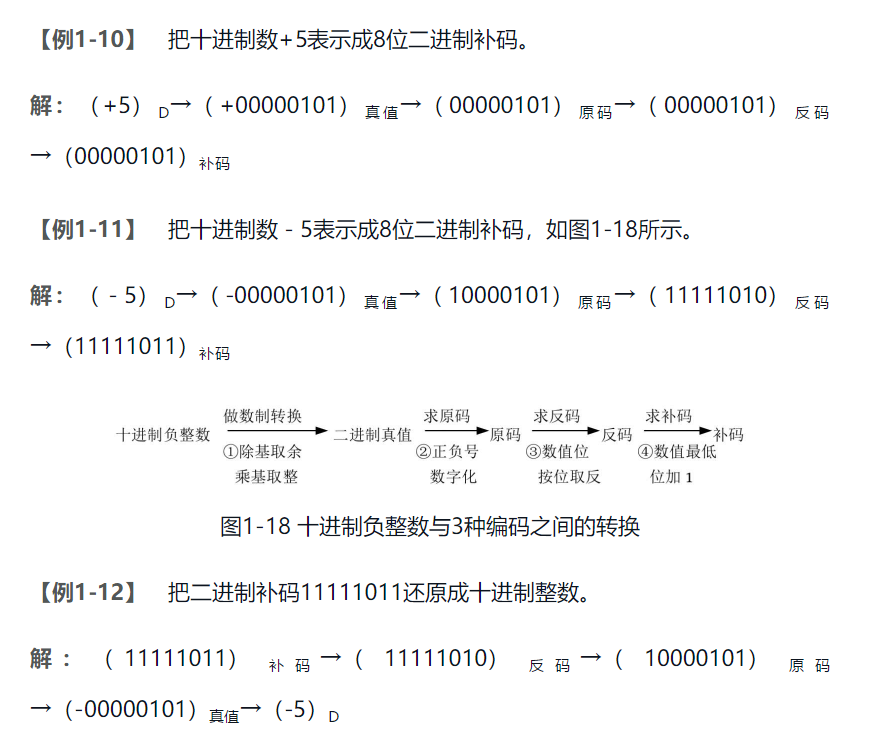 【例1-10】 把十进制数+5表示成8位二进制补码。
解：（+5）D→（+00000101）真值→（00000101）原码→（00000101）反码
→（00000101）补码
【例1-11】 把十进制数 - 5表示成8位二进制补码，如图1-18所示。
解：（ - 5）D→（ -00000101）真值→（10000101）原码→（11111010）反码
→（11111011）补码
做数制转换 求原码 求反码 求补码
十进制负整数 二进制真值 原码 反码 补码
①除基取余 ②正负号 ③数值位 ④数值最低
乘基取整 数字化 按位取反 位加 1
图1-18 十进制负整数与3种编码之间的转换
【例1-12】 把二进制补码11111011还原成十进制整数。
解：（11111011）补码→（11111010）反码→（10000101）原码
→（-00000101）真值→（-5）D